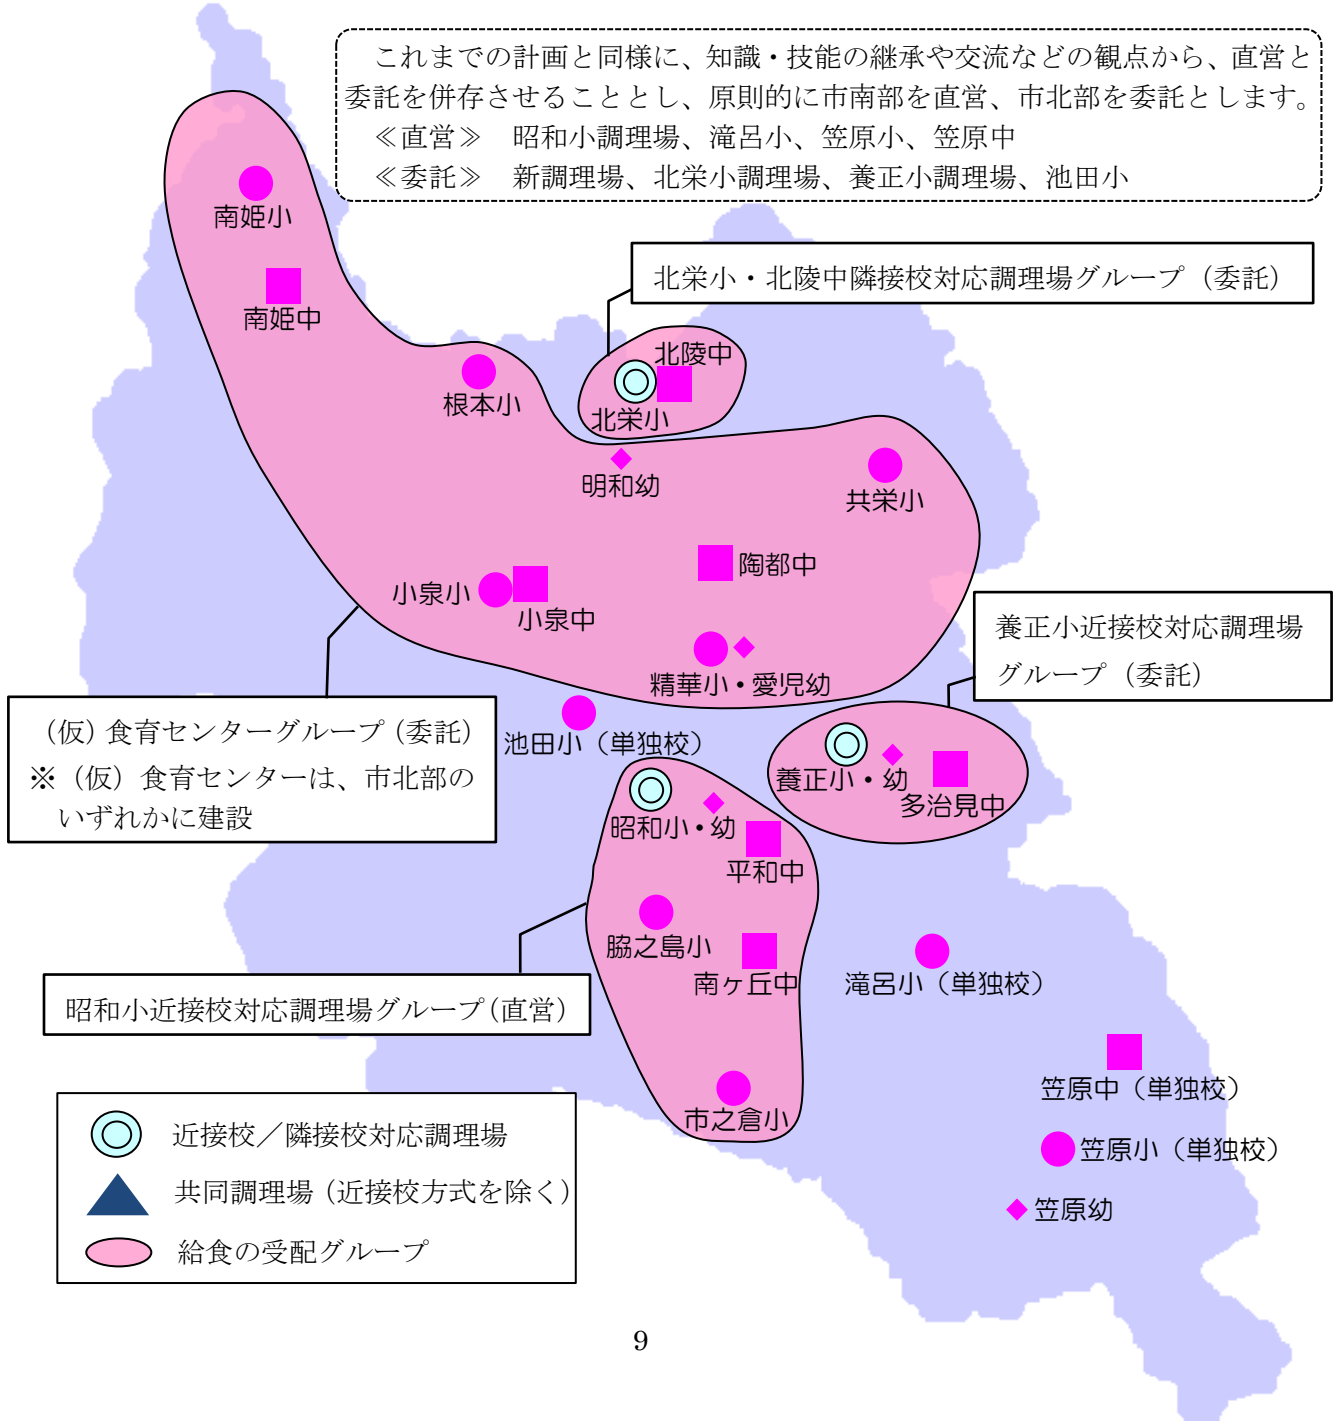 これまでの計画と同様に、知識・技能の継承や交流などの観点から、直営と
委託を併存させることとし、原則的に市南部を直営、市北部を委託とします。
≪直営≫　昭和小調理場、滝呂小、笠原小、笠原中
≪委託≫　新調理場、北栄小調理場、養正小調理場、池田小
南姫小
北栄小・北陵中隣接校対応調理場グループ（委託）
南姫中
北陵中
根本小
北栄小
明和幼
共栄小
陶都中
小泉小
小泉中
養正小近接校対応調理場
グループ（委託）
精華小・愛児幼
（仮）食育センターグループ（委託）
※（仮）食育センターは、市北部の
いずれかに建設
池田小（単独校）
養正小・幼
多治見中
昭和小・幼
平和中
脇之島小
南ヶ丘中
滝呂小（単独校）
昭和小近接校対応調理場グループ（直営）
笠原中（単独校）
市之倉小
笠原小（単独校）
笠原幼
近接校／隣接校対応調理場
共同調理場（近接校方式を除く）
給食の受配グループ
9